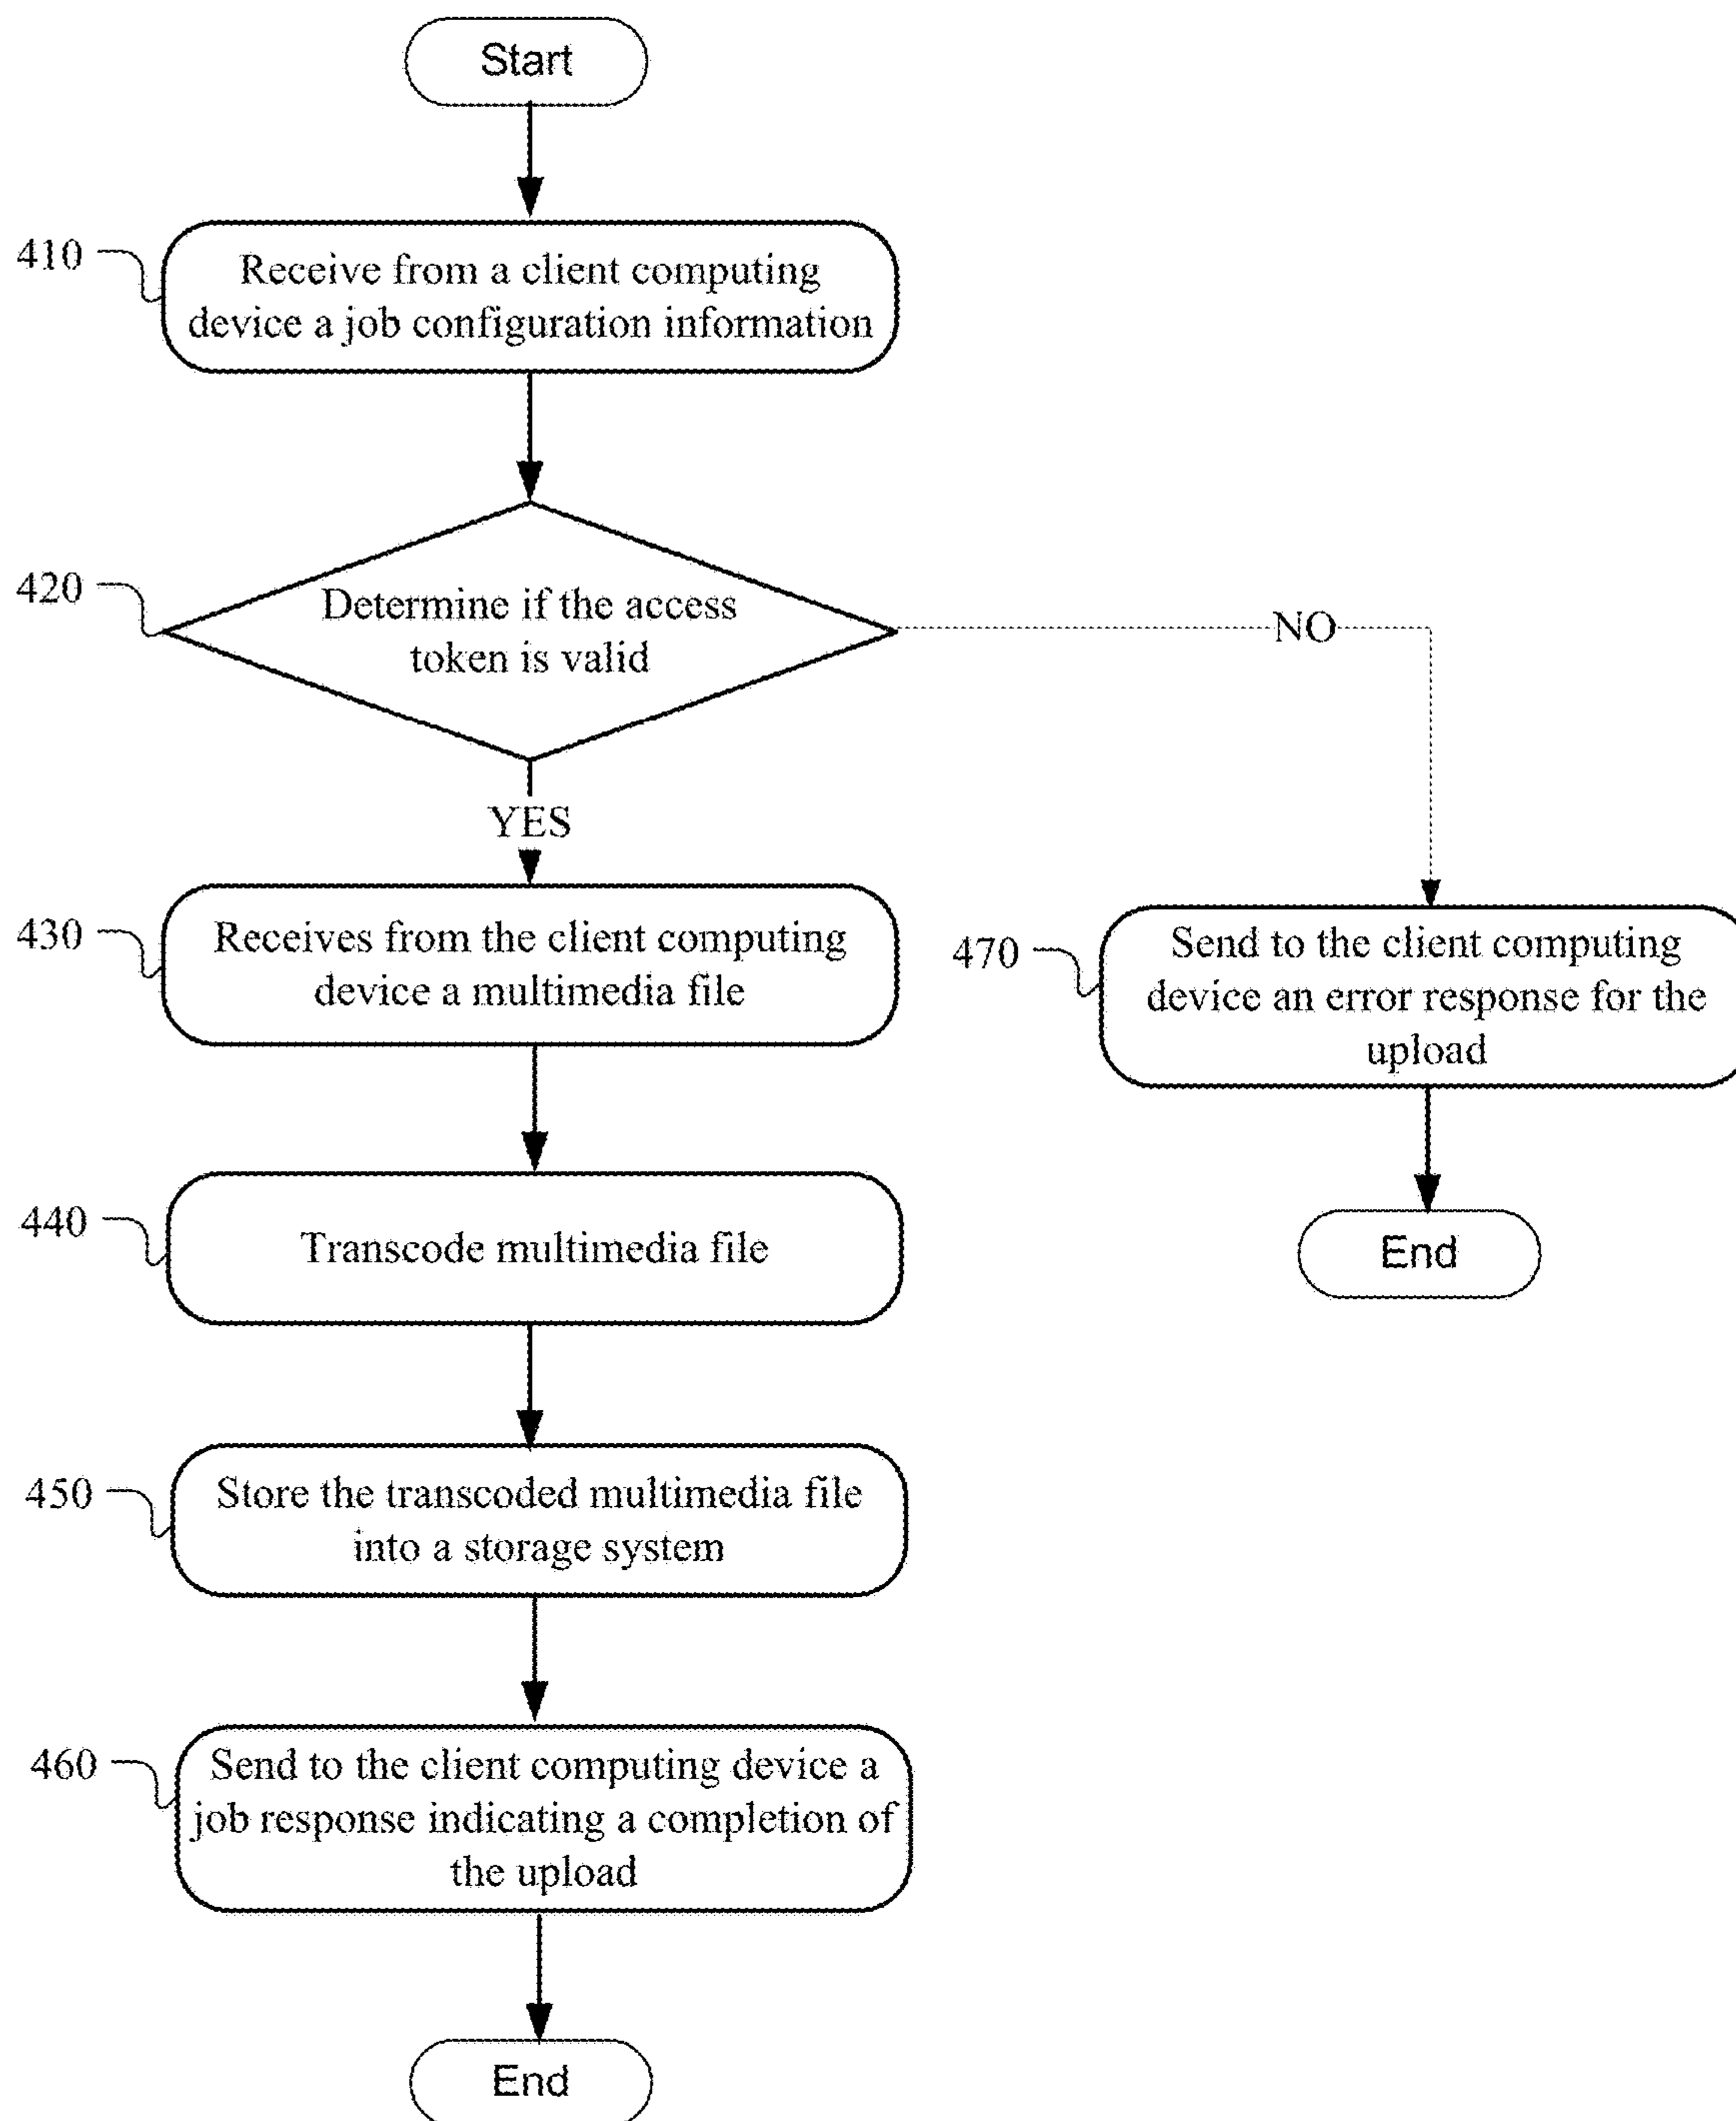 Start
410
Receive from a client computing
device a job configuration information
420
Determine if the access
token is valid
NO
YES
430
Receives from the client computing
device a multimedia file
470
Send to the client computing
device an error response for the
upload
440
Transcode multimedia file
End
450
Store the transcoded multimedia file
into a storage system
460
Send to the client computing device a
job response indicating a completion of
the upload
End